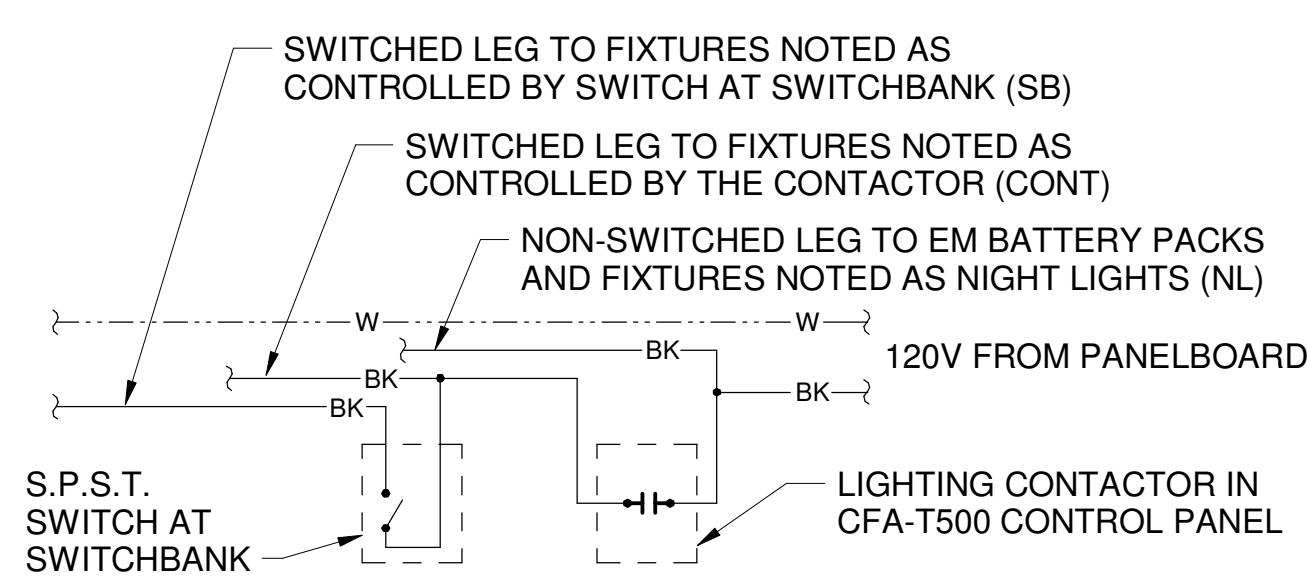 SWITCHED LEG TO FIXTURES NOTED AS
CONTROLLED BY SWITCH AT SWITCHBANK (SB)
SWITCHED LEG TO FIXTURES NOTED AS
CONTROLLED BY THE CONTACTOR (CONT)
NON-SWITCHED LEG TO EM BATTERY PACKS
AND FIXTURES NOTED AS NIGHT LIGHTS (NL)
W
W
BK
120V FROM PANELBOARD
BK
BK
BK
S.P.S.T.
SWITCH AT
SWITCHBANK
LIGHTING CONTACTOR IN
CFA-T500 CONTROL PANEL